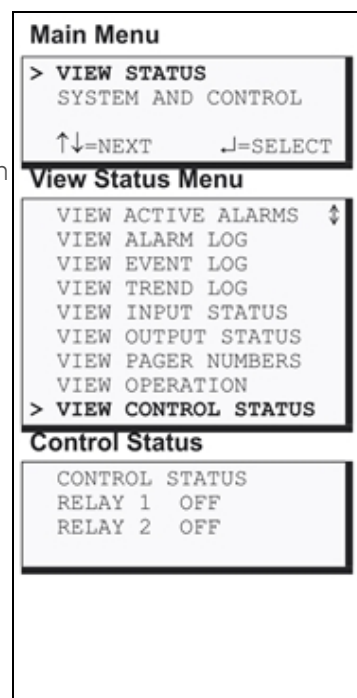 Main Menu
> VIEW STATUS
SYSTEM AND CONTROL
↑↓=NEXT ↵=SELECT
View Status Menu
VIEW ACTIVE ALARMS ↕
VIEW ALARM LOG
VIEW EVENT LOG
VIEW TREND LOG
VIEW INPUT STATUS
VIEW OUTPUT STATUS
VIEW PAGER NUMBERS
VIEW OPERATION
> VIEW CONTROL STATUS
Control Status
CONTROL STATUS
RELAY 1 OFF
RELAY 2 OFF